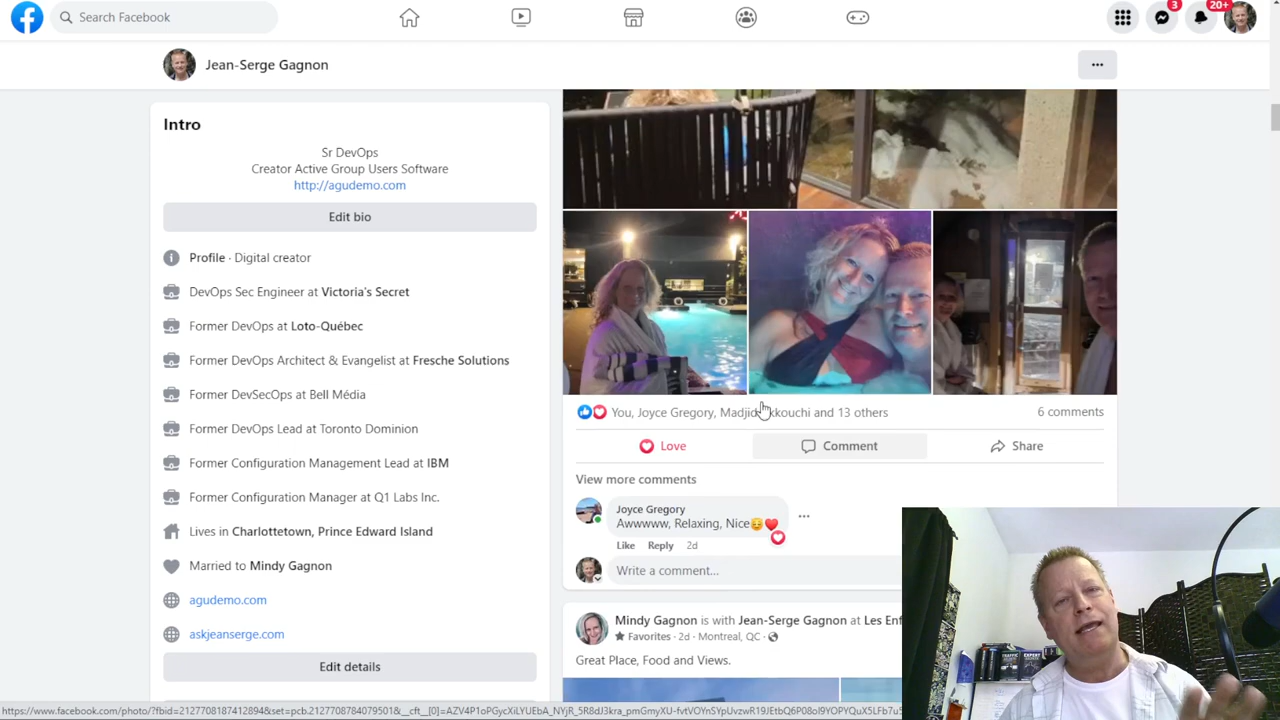 Search Facebook
3
20+
Jean-Serge Gagnon
Intro
Sr DevOps
Creator Active Group Users Software
http://agudemo.com
Edit bio
Profile · Digital creator
DevOps Sec Engineer at Victoria's Secret
Former DevOps at Loto-Québec
Former DevOps Architect & Evangelist at Fresche Solutions
Former DevSecOps at Bell Média
Former DevOps Lead at Toronto Dominion
Former Configuration Management Lead at IBM
Former Configuration Manager at Q1 Labs Inc.
Lives in Charlottetown, Prince Edward Island
Married to Mindy Gagnon
agudemo.com
askjeanserge.com
Edit details
You, Joyce Gregory, Madjid and 13 others
6 comments
Love
Comment
Share
View more comments
Joyce Gregory
Awwwww, Relaxing, Nice😌❤️
Like Reply 2d
Write a comment...
Mindy Gagnon is with Jean-Serge Gagnon at Les
Favorites · 2d · Montreal, QC ·
Great Place, Food and Views.
TRAFFIC
EXPERT